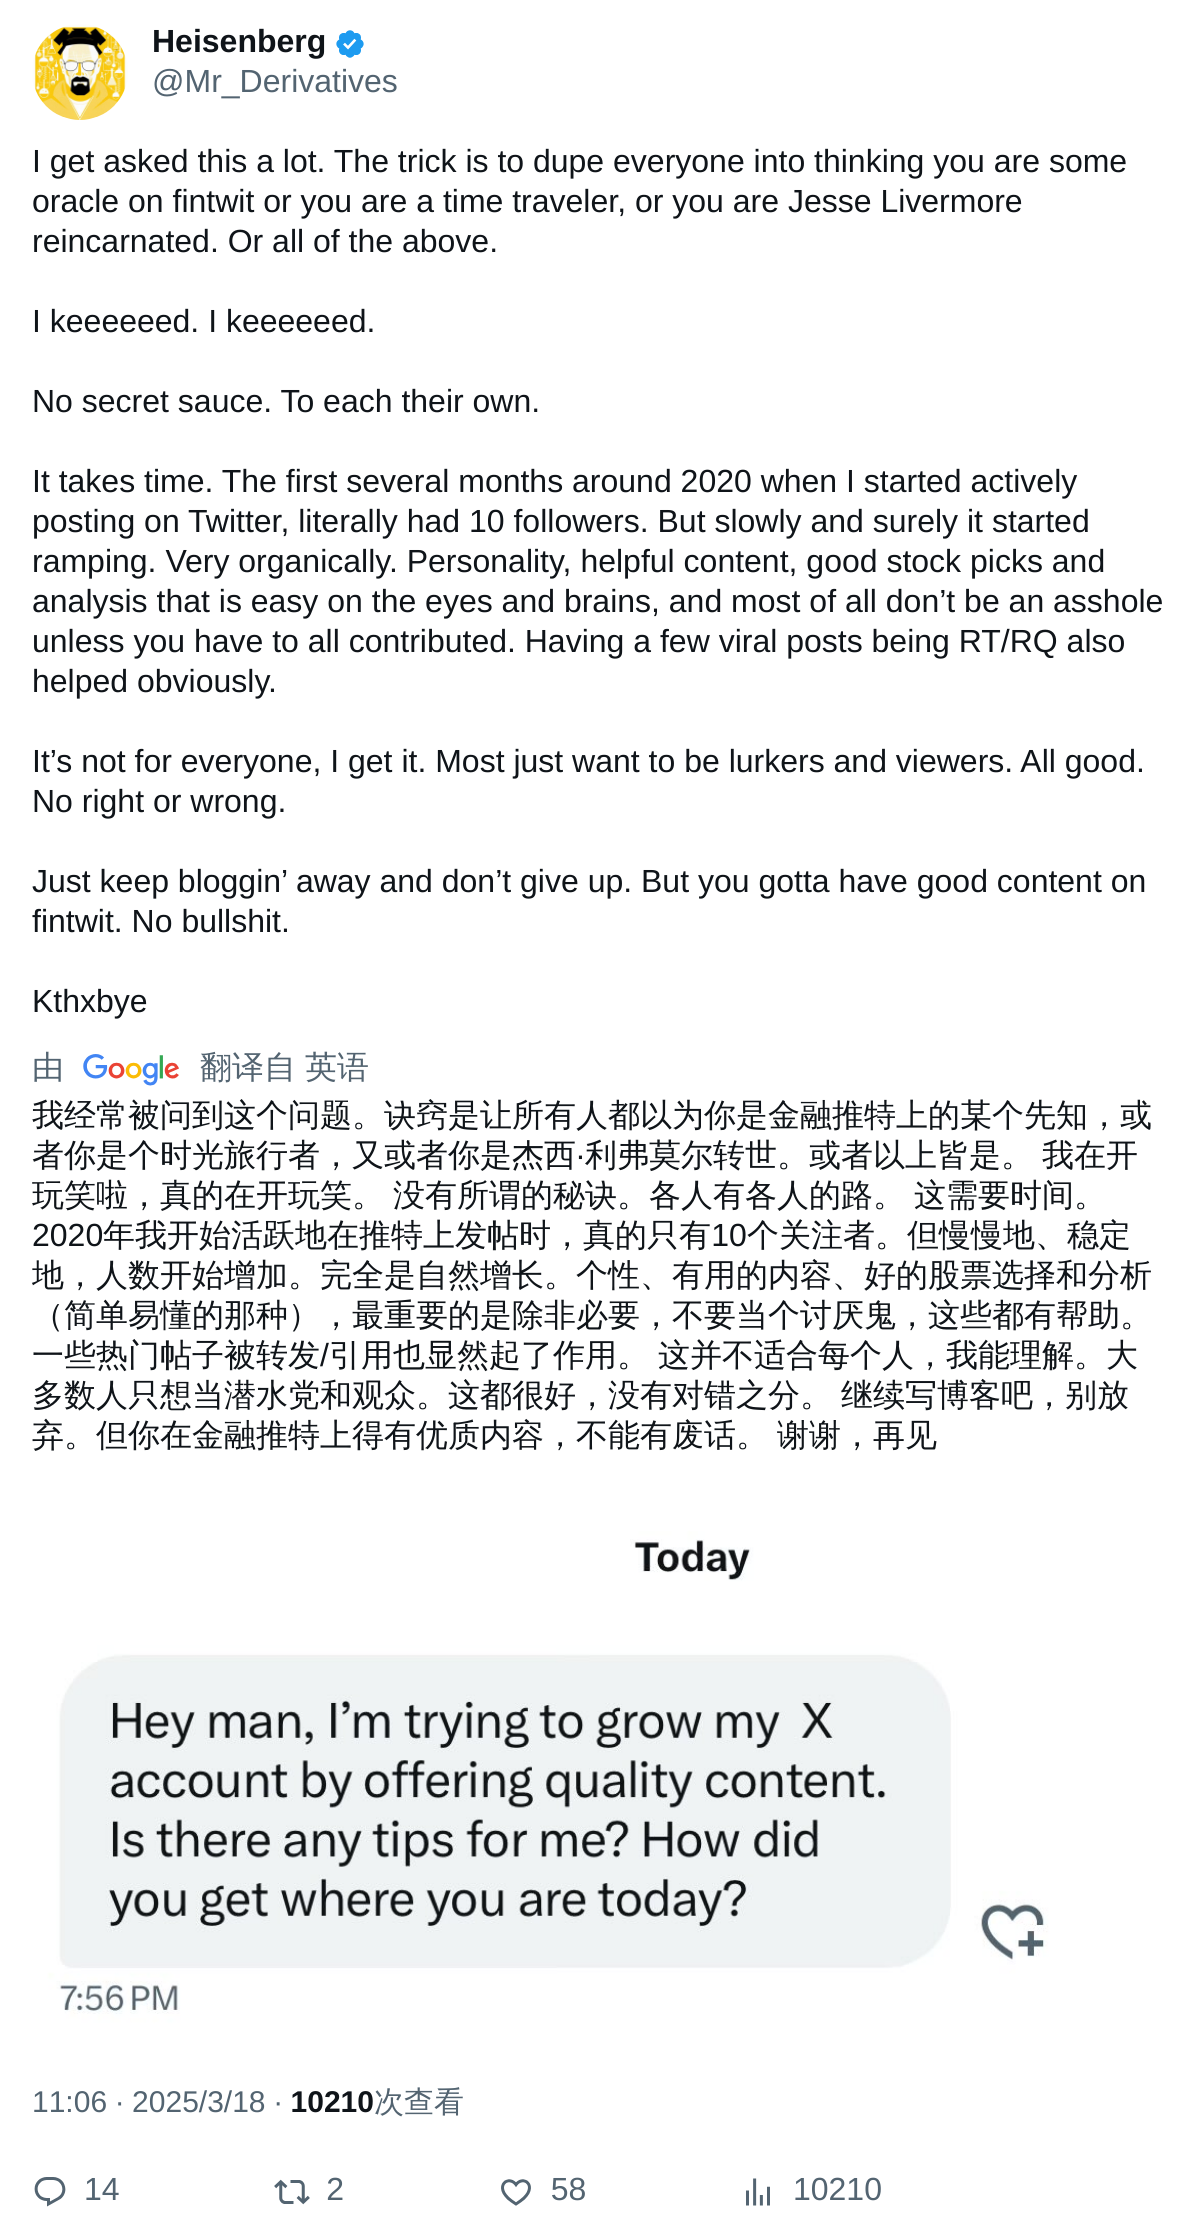 Heisenberg
@Mr_Derivatives
I get asked this a lot. The trick is to dupe everyone into thinking you are some
oracle on fintwit or you are a time traveler, or you are Jesse Livermore
reincarnated. Or all of the above.
I keeeeeed. I keeeeeed.
No secret sauce. To each their own.
It takes time. The first several months around 2020 when I started actively
posting on Twitter, literally had 10 followers. But slowly and surely it started
ramping. Very organically. Personality, helpful content, good stock picks and
analysis that is easy on the eyes and brains, and most of all don’t be an asshole
unless you have to all contributed. Having a few viral posts being RT/RQ also
helped obviously.
It’s not for everyone, I get it. Most just want to be lurkers and viewers. All good.
No right or wrong.
Just keep bloggin’ away and don’t give up. But you gotta have good content on
fintwit. No bullshit.
Kthxbye
由 Google 翻译自 英语
我经常被问到这个问题。诀窍是让所有人都以为你是金融推特上的某个先知，或
者你是个时光旅行者，又或者你是杰西·利弗莫尔转世。或者以上皆是。 我在开
玩笑啦，真的在开玩笑。 没有所谓的秘诀。各人有各人的路。 这需要时间。
2020年我开始活跃地在推特上发帖时，真的只有10个关注者。但慢慢地、稳定
地，人数开始增加。完全是自然增长。个性、有用的内容、好的股票选择和分析
（简单易懂的那种），最重要的是除非必要，不要当个讨厌鬼，这些都有帮助。
一些热门帖子被转发/引用也显然起了作用。 这并不适合每个人，我能理解。大
多数人只想当潜水党和观众。这都很好，没有对错之分。 继续写博客吧，别放
弃。但你在金融推特上得有优质内容，不能有废话。 谢谢，再见
Today
Hey man, I’m trying to grow my X
account by offering quality content.
Is there any tips for me? How did
you get where you are today?
7:56 PM
11:06 · 2025/3/18 · 10210次查看
14 2 58 10210